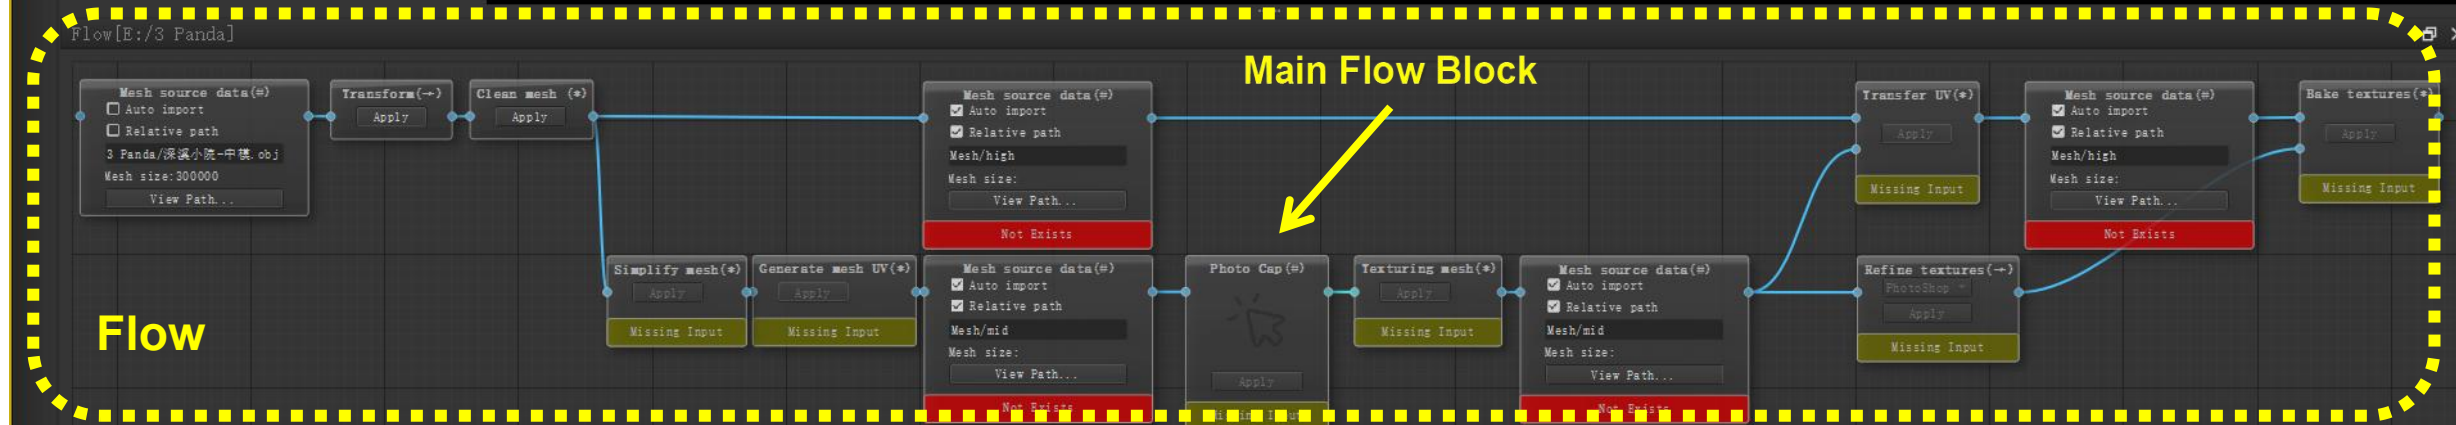 Flow[E:/3 Panda]
Main Flow Block
Mesh source data(#)
Auto import
Relative path
3 Panda/深溪小院-中模.obj
Mesh size:300000
View Path...
Transform(→)
Apply
Clean mesh (*)
Apply
Mesh source data(#)
Auto import
Relative path
Mesh/high
Mesh size:
View Path...
Not Exists
Transfer UV(*)
Apply
Missing Input
Mesh source data(#)
Auto import
Relative path
Mesh/high
Mesh size:
View Path...
Not Exists
Bake textures(*)
Apply
Missing Input
Flow
Simplify mesh(*)
Apply
Missing Input
Generate mesh UV(*)
Apply
Missing Input
Mesh source data(#)
Auto import
Relative path
Mesh/mid
Mesh size:
View Path...
Not Exists
Photo Cap(#)
Apply
Missing Input
Texturing mesh(*)
Apply
Missing Input
Mesh source data(#)
Auto import
Relative path
Mesh/mid
Mesh size:
View Path...
Not Exists
Refine textures(→)
PhotoShop
Apply
Missing Input